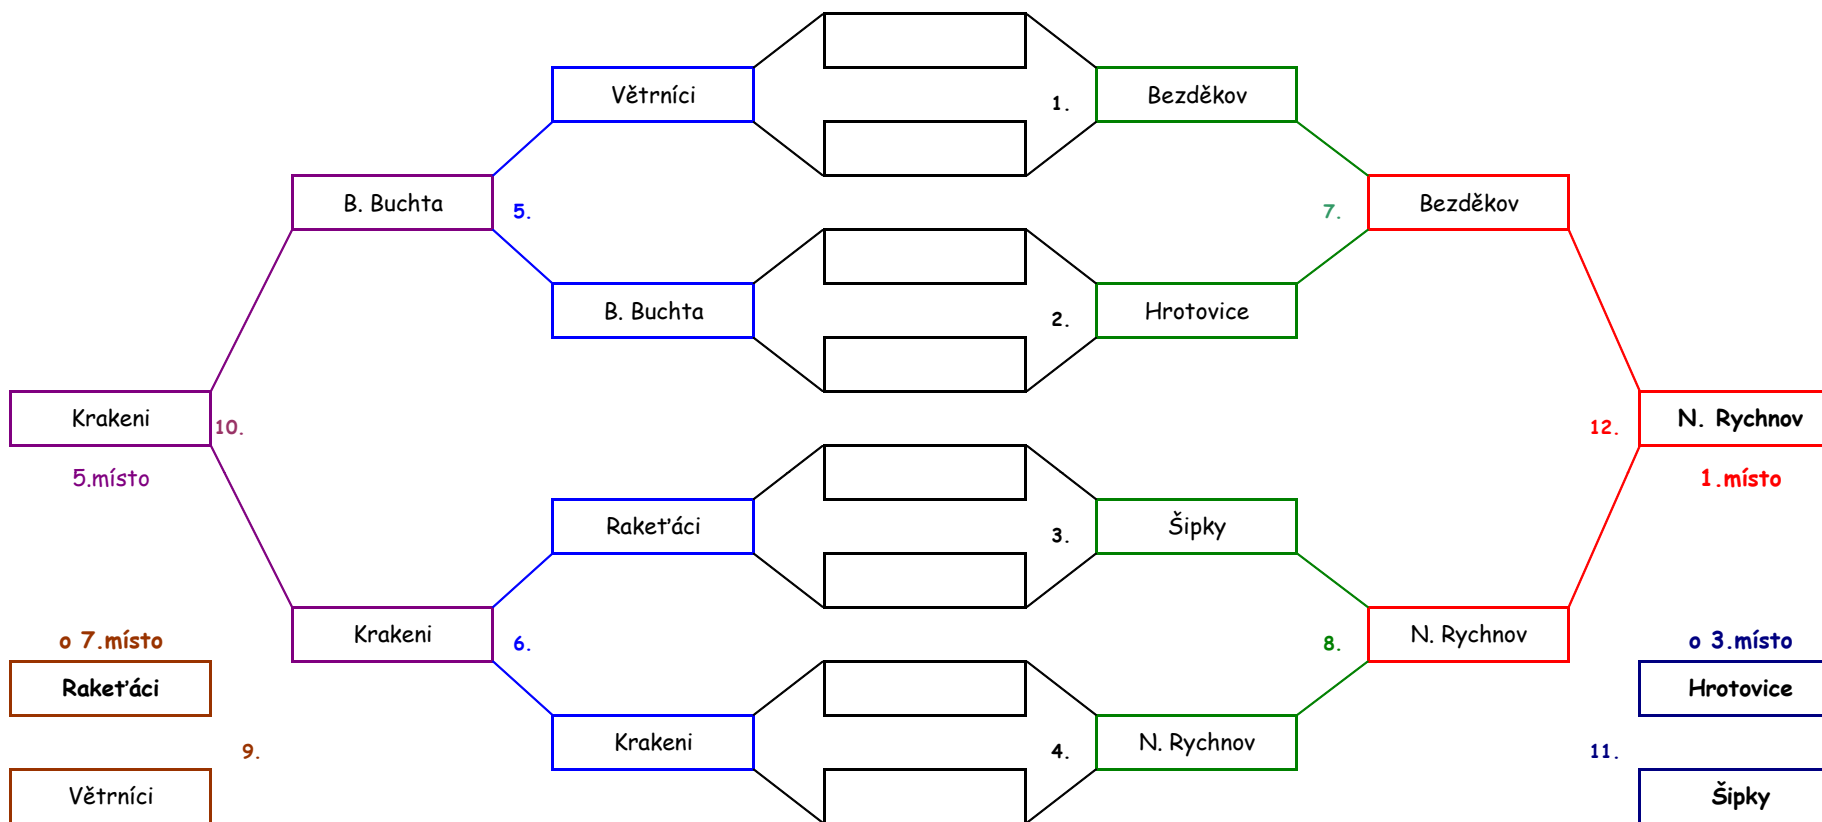 Větrníci
1.
Bezděkov
B. Buchta
5.
7.
Bezděkov
B. Buchta
2.
Hrotovice
Krakeni
10.
12.
N. Rychnov
5.místo
1.místo
Rakeťáci
3.
Šipky
o 7.místo
Krakeni
6.
8.
N. Rychnov
o 3.místo
Rakeťáci
Hrotovice
9.
Krakeni
4.
N. Rychnov
11.
Větrníci
Šipky